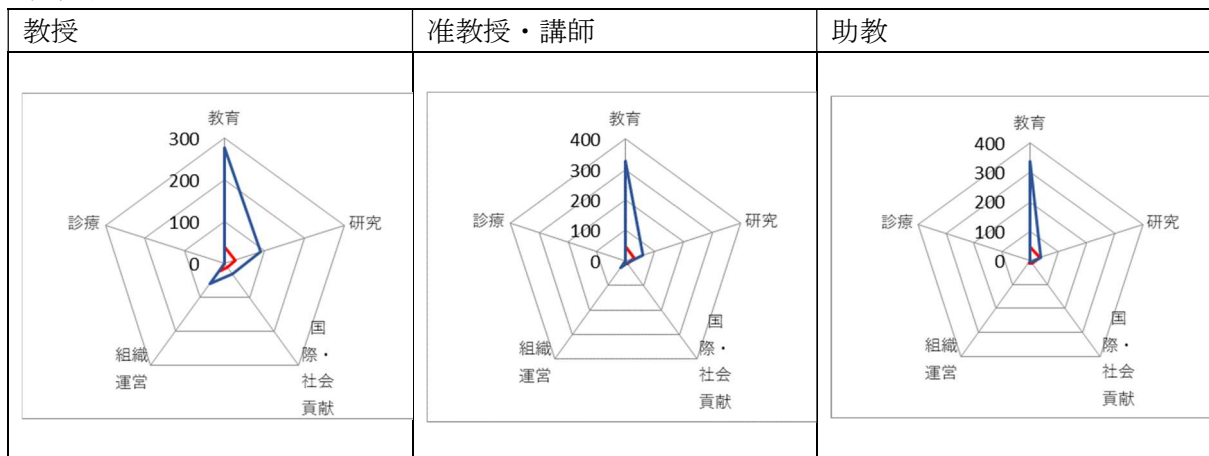 教授
准教授・講師
助教
教育
300
200
100
0
診療
研究
組織
運営
国
際・
社会
貢献
教育
400
300
200
100
0
診療
研究
組織
運営
国
際・
社会
貢献
教育
400
300
200
100
0
診療
研究
組織
運営
国
際・
社会
貢献